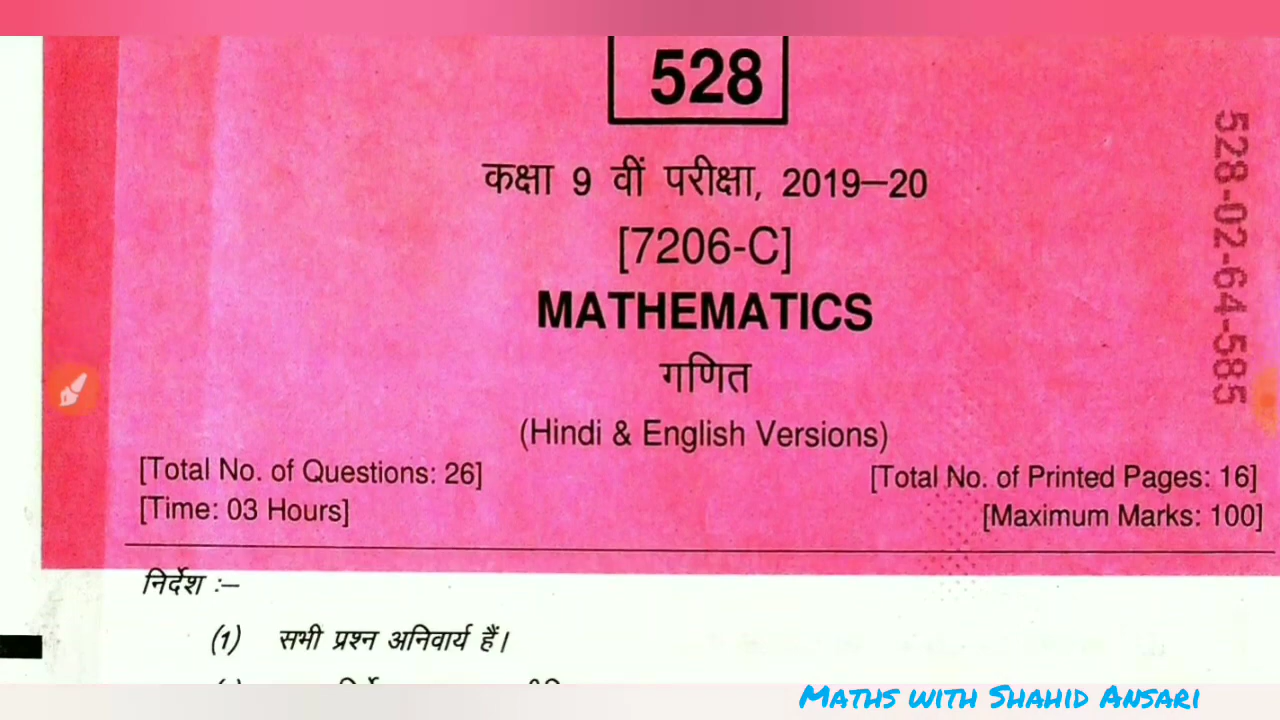 528
कक्षा 9 वीं परीक्षा, 2019–20
[7206-C]
MATHEMATICS
गणित
(Hindi & English Versions)
[Total No. of Questions: 26]
[Total No. of Printed Pages: 16]
[Time: 03 Hours]
[Maximum Marks: 100]
528-02-64-585
निर्देश :–
(1) सभी प्रश्न अनिवार्य हैं।
Maths with Shahid Ansari